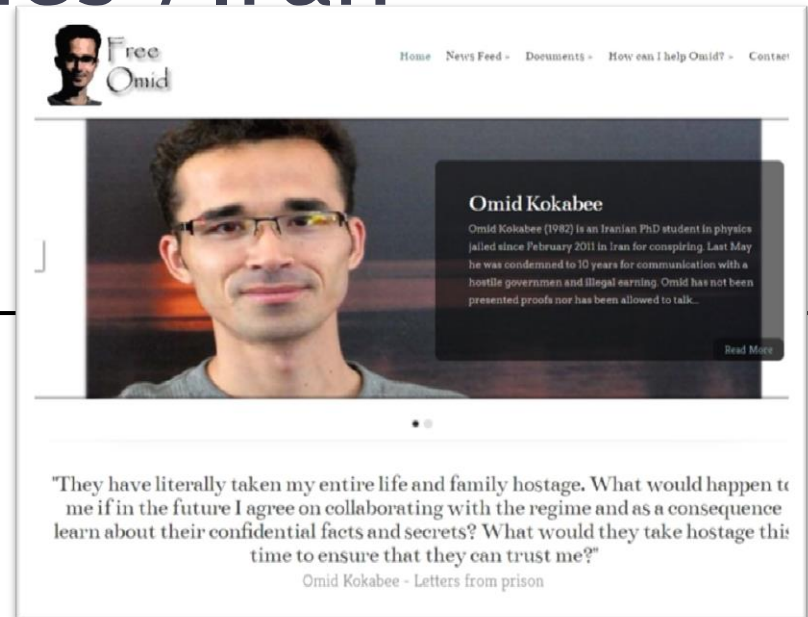 Iran
Free
Omid
Home News Feed » Documents » How can I help Omid? » Contact
Omid Kokabee
Omid Kokabee (1982) is an Iranian PhD student in physics
jailed since February 2011 in Iran for conspiring. Last May
he was condemned to 10 years for communication with a
hostile governmen and illegal earning. Omid has not been
presented proofs nor has been allowed to talk...
Read More
"They have literally taken my entire life and family hostage. What would happen to
me if in the future I agree on collaborating with the regime and as a consequence
learn about their confidential facts and secrets? What would they take hostage this
time to ensure that they can trust me?"
Omid Kokabee - Letters from prison